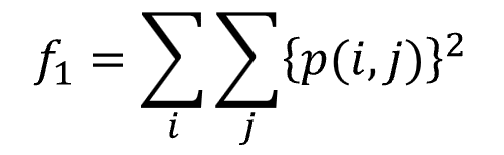 f₁ = ∑ᵢ ∑ⱼ {p(i,j)}²